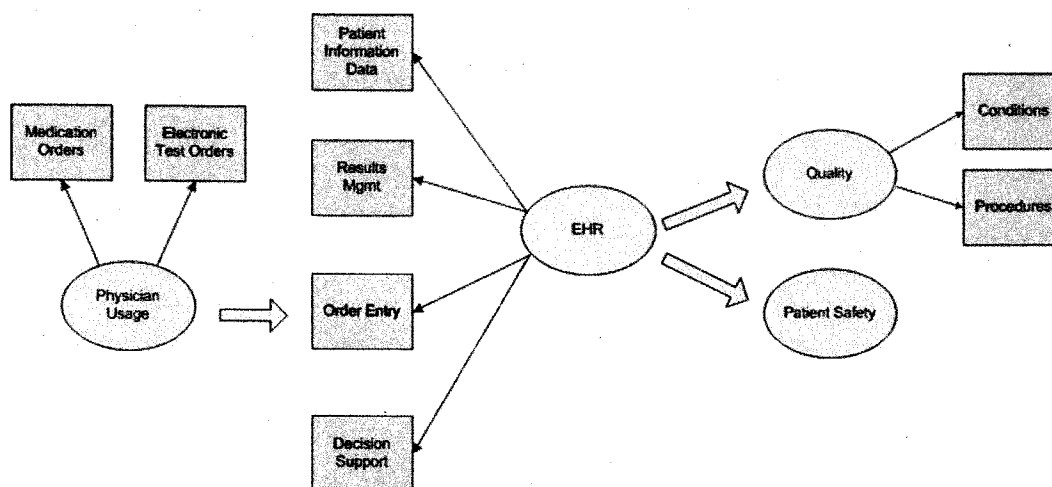 Patient
Information
Data
Medication
Orders
Electronic
Test Orders
Results
Mgmt
Conditions
Quality
Procedures
EHR
Physician
Usage
Order Entry
Patient Safety
Decision
Support